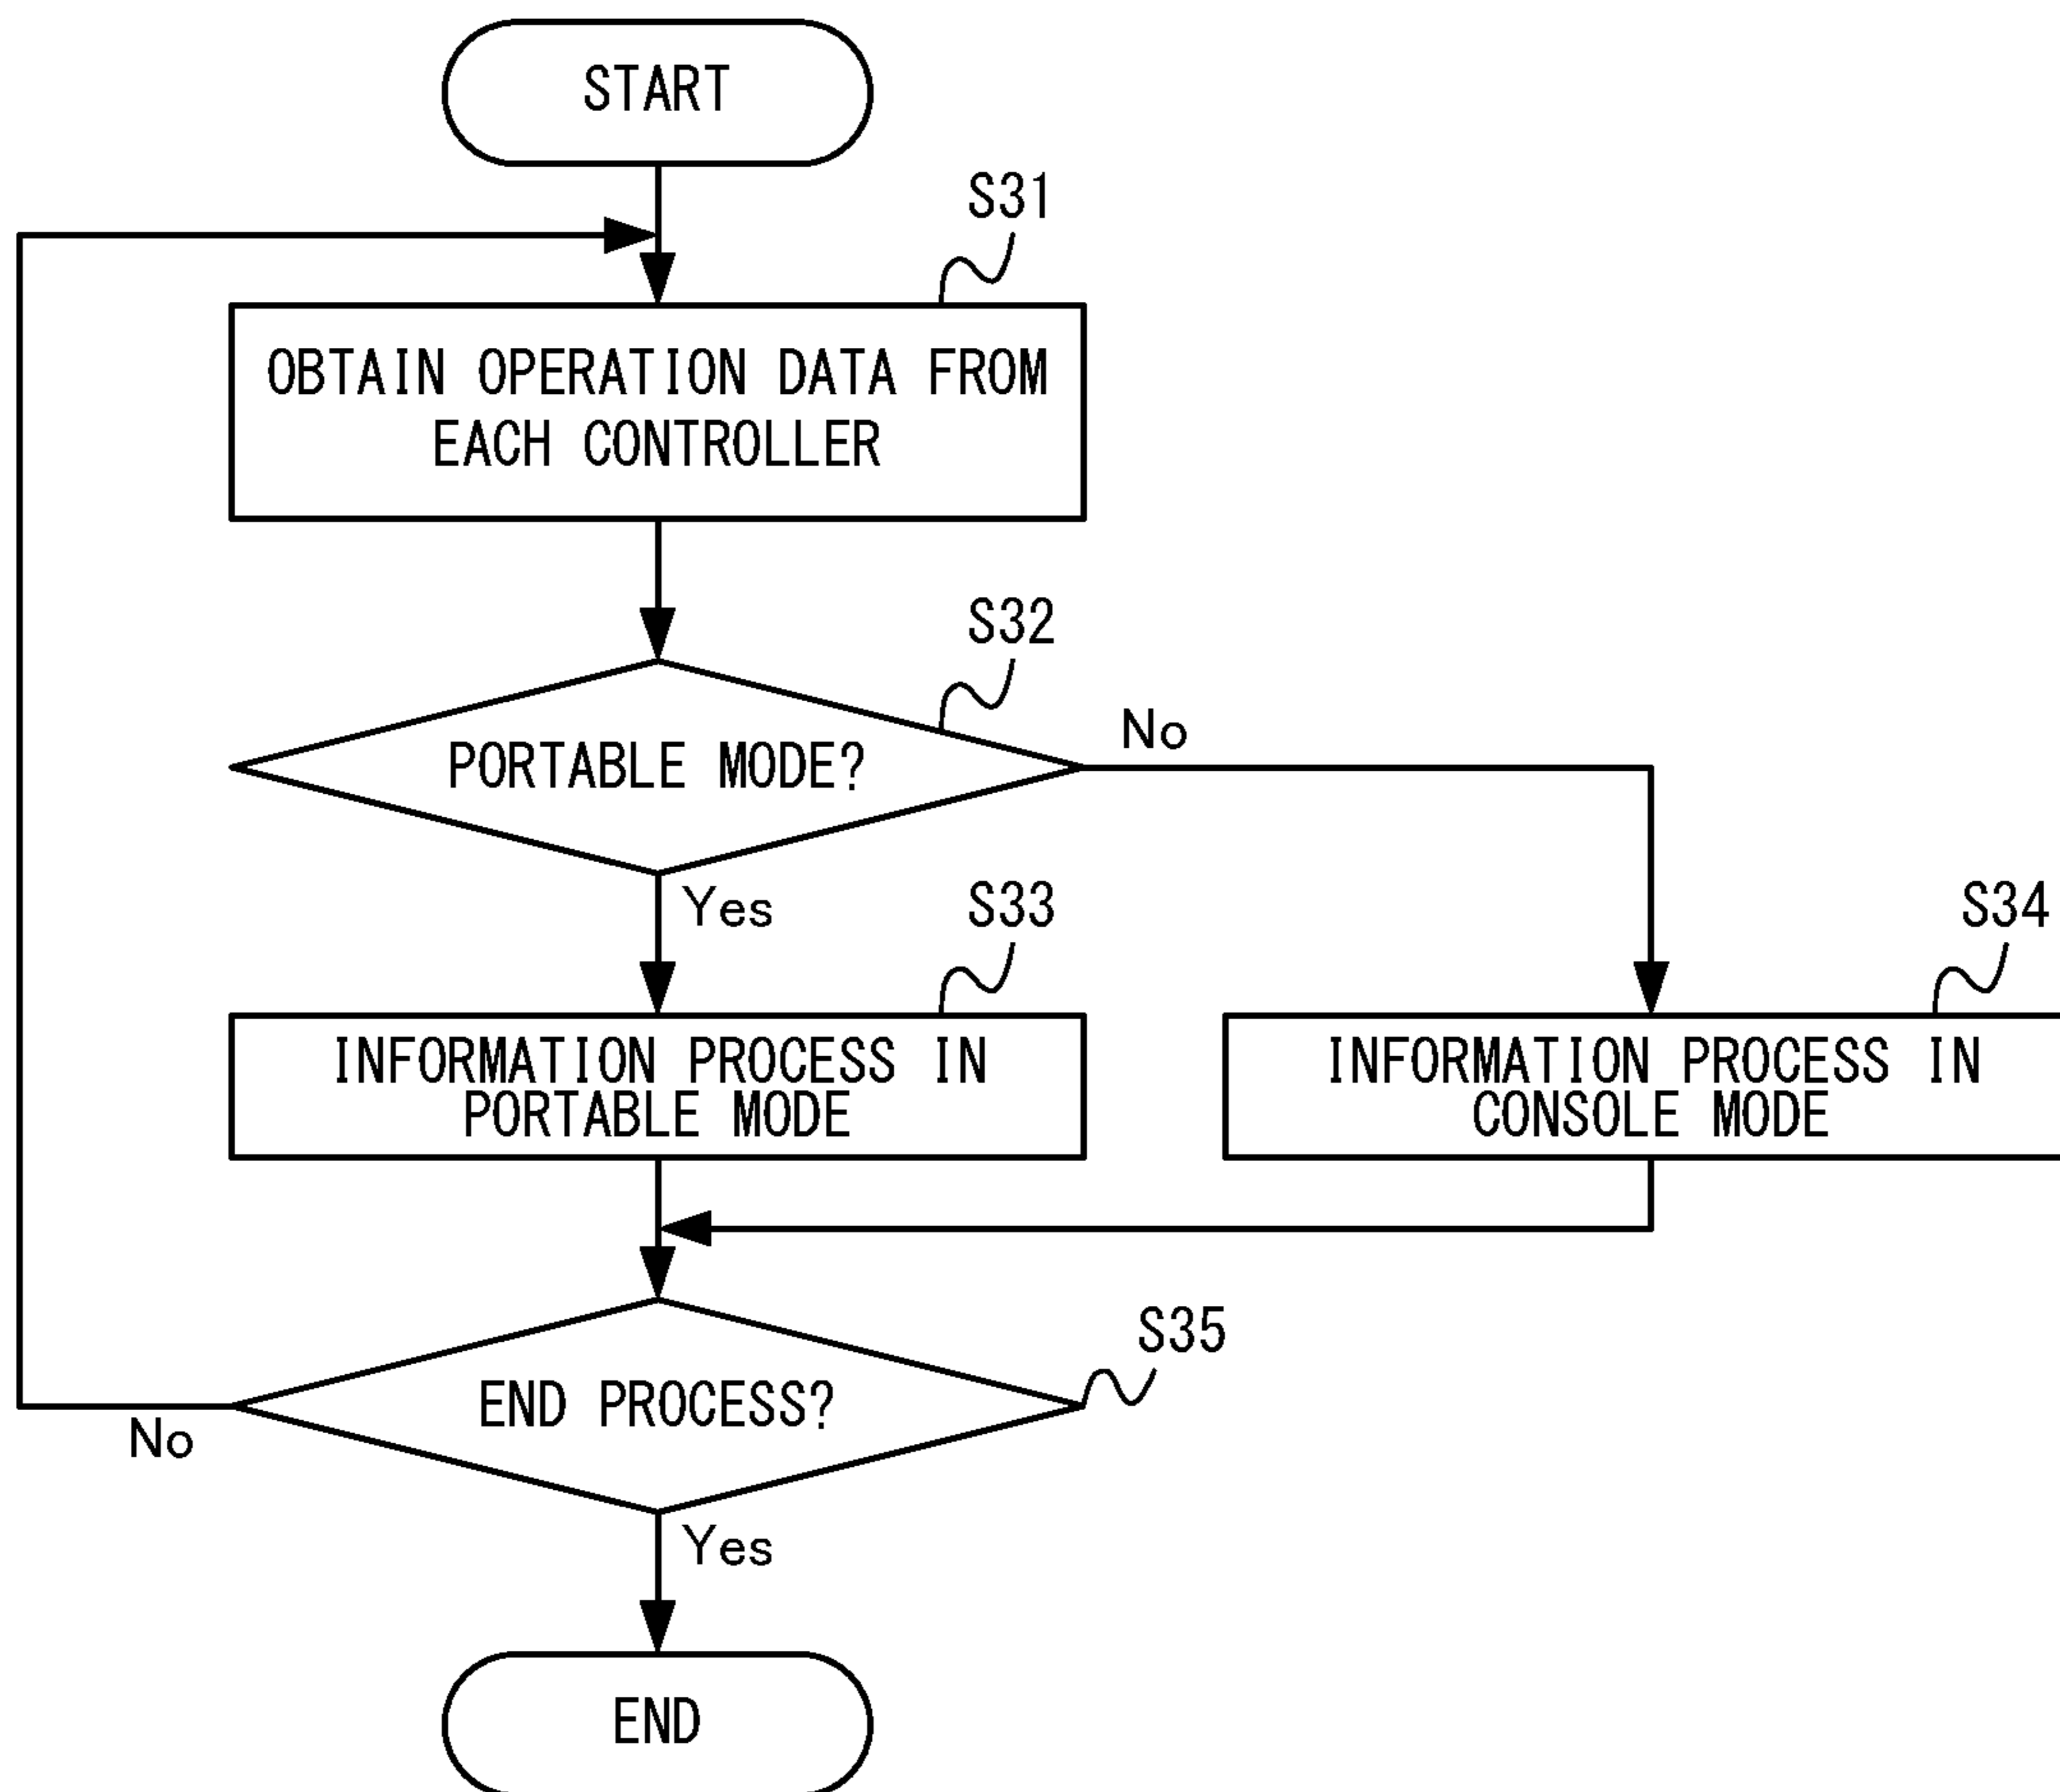 START
S31
OBTAIN OPERATION DATA FROM
EACH CONTROLLER
S32
PORTABLE MODE?
No
Yes
S33
S34
INFORMATION PROCESS IN
PORTABLE MODE
INFORMATION PROCESS IN
CONSOLE MODE
S35
END PROCESS?
No
Yes
END